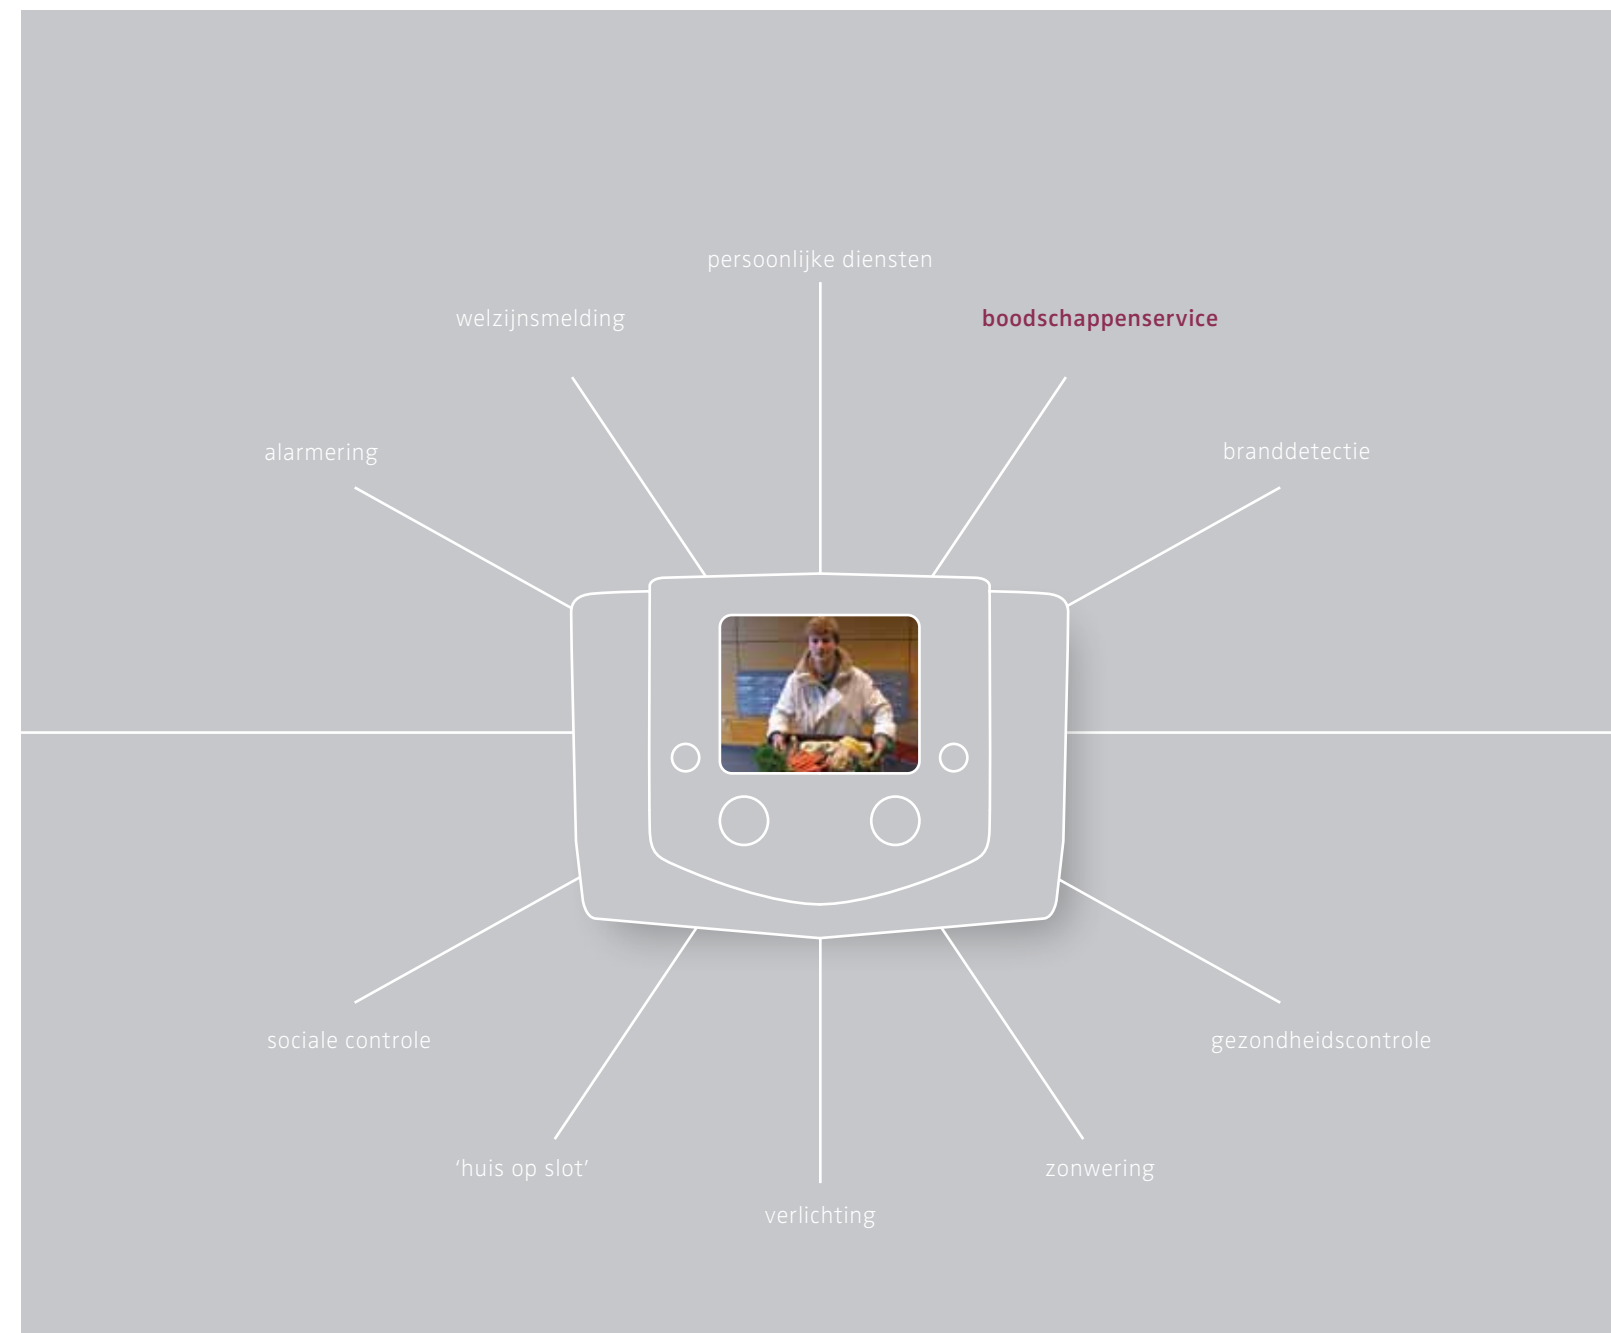 persoonlijke diensten
welzijnsmelding
boodschappenservice
alarmering
branddetectie
sociale controle
gezondheidscontrole
‘huis op slot’
zonwering
verlichting